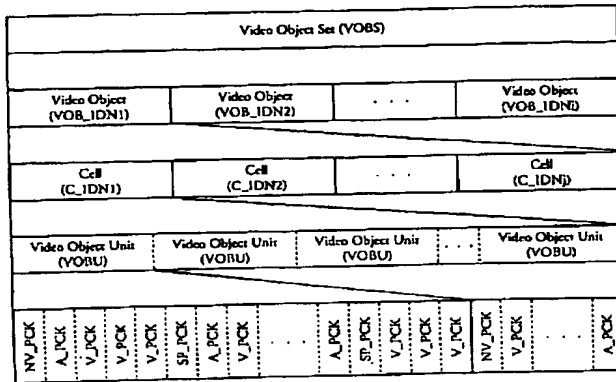 Video Object Set (VOBS)
Video Object
(VOB_IDN1)
Video Object
(VOB_IDN2)
. . .
Video Object
(VOB_IDNi)
Cell
(C_IDN1)
Cell
(C_IDN2)
. . .
Cell
(C_IDNj)
Video Object Unit
(VOBU)
Video Object Unit
(VOBU)
Video Object Unit
(VOBU)
. . .
Video Object Unit
(VOBU)
NV_PCK
A_PCK
V_PCK
V_PCK
V_PCK
SP_PCK
A_PCK
V_PCK
. . . .
A_PCK
SP_PCK
V_PCK
V_PCK
V_PCK
NV_PCK
V_PCK
. . . .
A_PCK